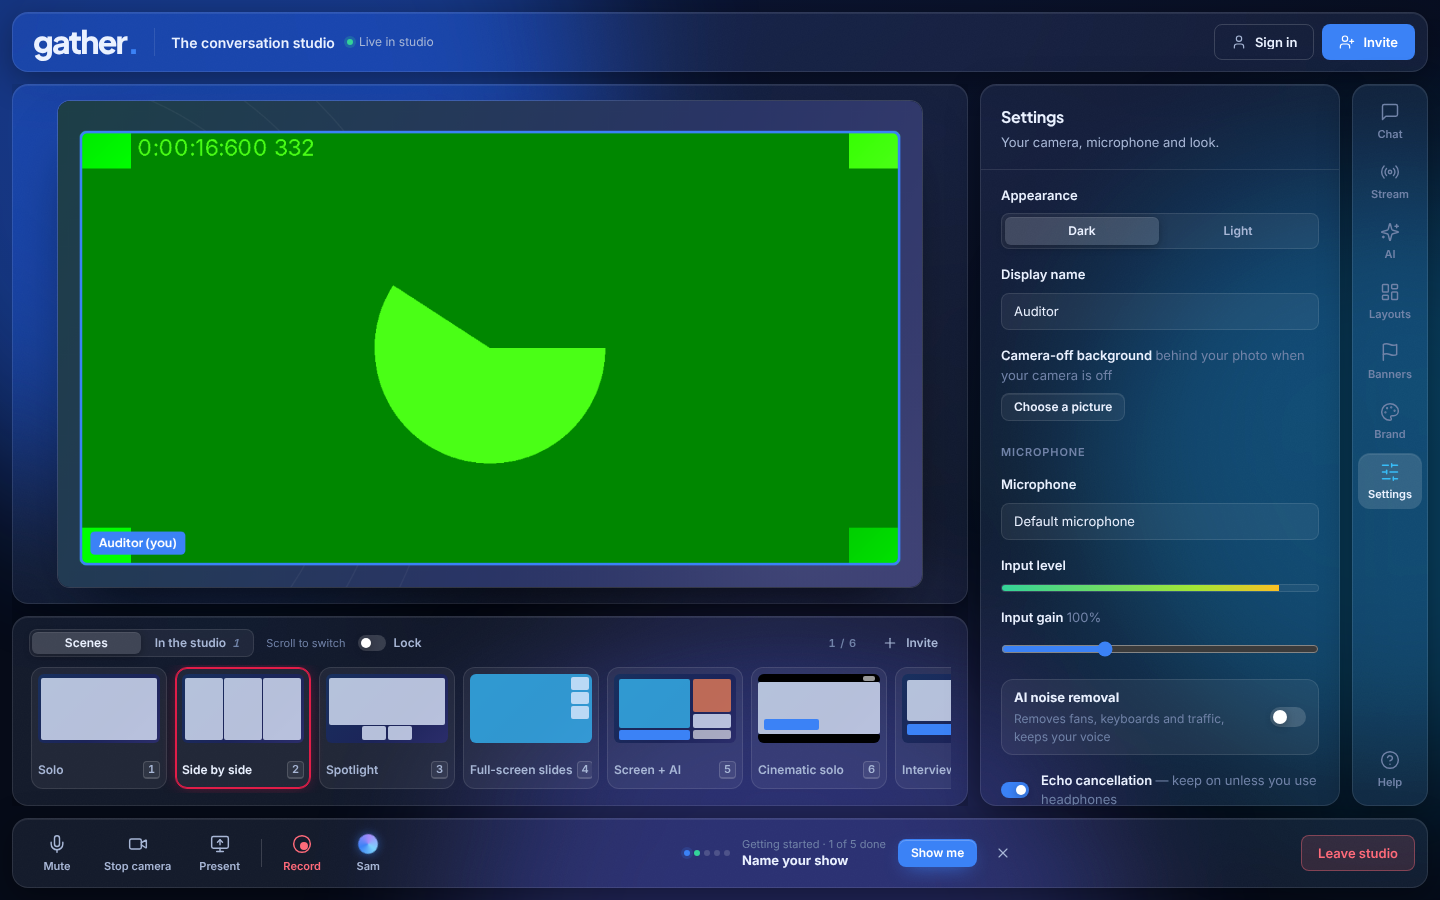 gather.
The conversation studio
Live in studio
Sign in
Invite
0:00:16:600 332
Auditor (you)
Scenes
In the studio 1
Scroll to switch
Lock
1 / 6
Invite
Solo
1
Side by side
2
Spotlight
3
Full-screen slides
4
Screen + AI
5
Cinematic solo
6
Interview
Settings
Your camera, microphone and look.
Appearance
Dark
Light
Display name
Auditor
Camera-off background behind your photo when
your camera is off
Choose a picture
MICROPHONE
Microphone
Default microphone
Input level
Input gain 100%
AI noise removal
Removes fans, keyboards and traffic,
keeps your voice
Echo cancellation — keep on unless you use
headphones
Chat
Stream
AI
Layouts
Banners
Brand
Settings
Help
Mute
Stop camera
Present
Record
Sam
Getting started · 1 of 5 done
Name your show
Show me
Leave studio